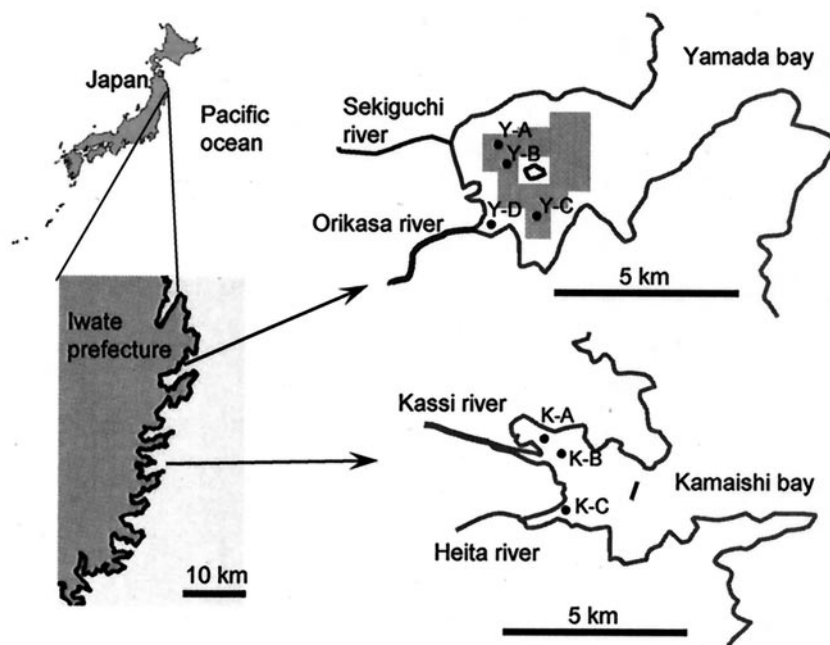 Japan
Pacific
ocean
Iwate
prefecture
10 km
Yamada bay
Sekiguchi
river
Y-A
Y-B
Y-C
Y-D
Orikasa river
5 km
Kassi river
K-A
K-B
Kamaishi bay
K-C
Heita river
5 km